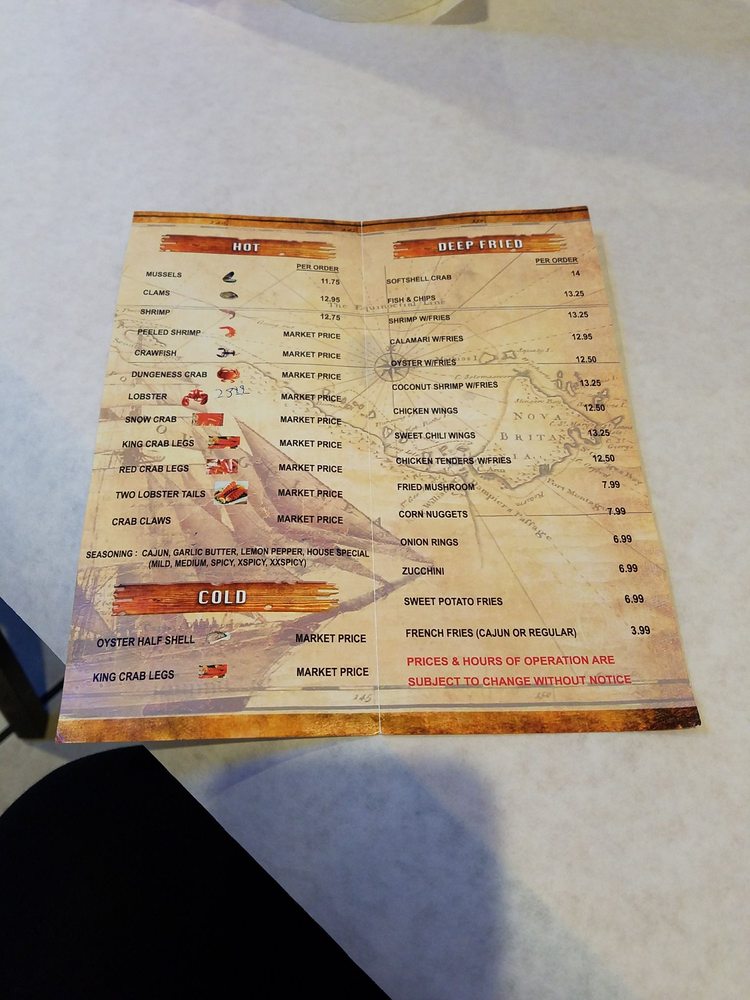 HOT
PER ORDER
MUSSELS 11.75
CLAMS 12.95
SHRIMP 12.75
PEELED SHRIMP MARKET PRICE
CRAWFISH MARKET PRICE
DUNGENESS CRAB MARKET PRICE
LOBSTER MARKET PRICE
SNOW CRAB MARKET PRICE
KING CRAB LEGS MARKET PRICE
RED CRAB LEGS MARKET PRICE
TWO LOBSTER TAILS MARKET PRICE
CRAB CLAWS MARKET PRICE
SEASONING : CAJUN, GARLIC BUTTER, LEMON PEPPER, HOUSE SPECIAL
(MILD, MEDIUM, SPICY, XSPICY, XXSPICY)
COLD
OYSTER HALF SHELL MARKET PRICE
KING CRAB LEGS MARKET PRICE
245
DEEP FRIED
PER ORDER
SOFTSHELL CRAB 14
FISH & CHIPS 13.25
The Equinoctial Line
SHRIMP W/FRIES 13.25
CALAMARI W/FRIES 12.95
OYSTER W/FRIES 12.50
COCONUT SHRIMP W/FRIES 13.25
CHICKEN WINGS 12.50
NOVA
SWEET CHILI WINGS 13.25
BRITAN
CHICKEN TENDERS W/FRIES 12.50
FRIED MUSHROOM 7.99
CORN NUGGETS 7.99
ONION RINGS 6.99
ZUCCHINI 6.99
SWEET POTATO FRIES 6.99
FRENCH FRIES (CAJUN OR REGULAR) 3.99
PRICES & HOURS OF OPERATION ARE
SUBJECT TO CHANGE WITHOUT NOTICE